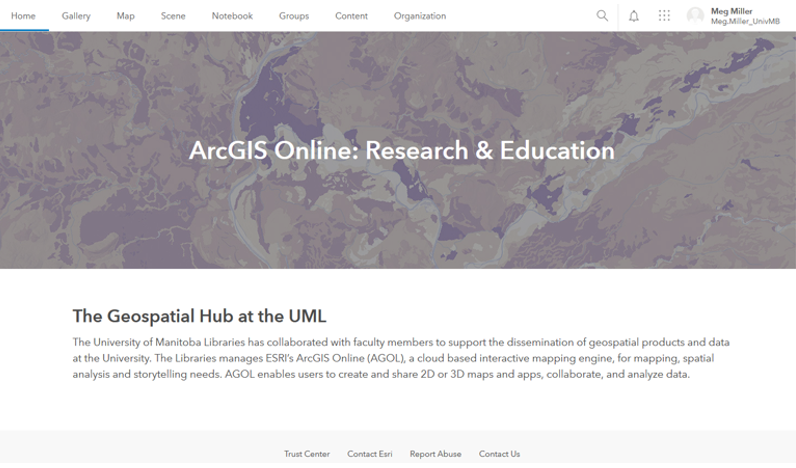 Home Gallery Map Scene Notebook Groups Content Organization Meg Miller
Meg.Miller_UnivMB
ArcGIS Online: Research & Education
The Geospatial Hub at the UML
The University of Manitoba Libraries has collaborated with faculty members to support the dissemination of geospatial products and data
at the University. The Libraries manages ESRI's ArcGIS Online (AGOL), a cloud based interactive mapping engine, for mapping, spatial
analysis and storytelling needs. AGOL enables users to create and share 2D or 3D maps and apps, collaborate, and analyze data.
Trust Center Contact Esri Report Abuse Contact Us